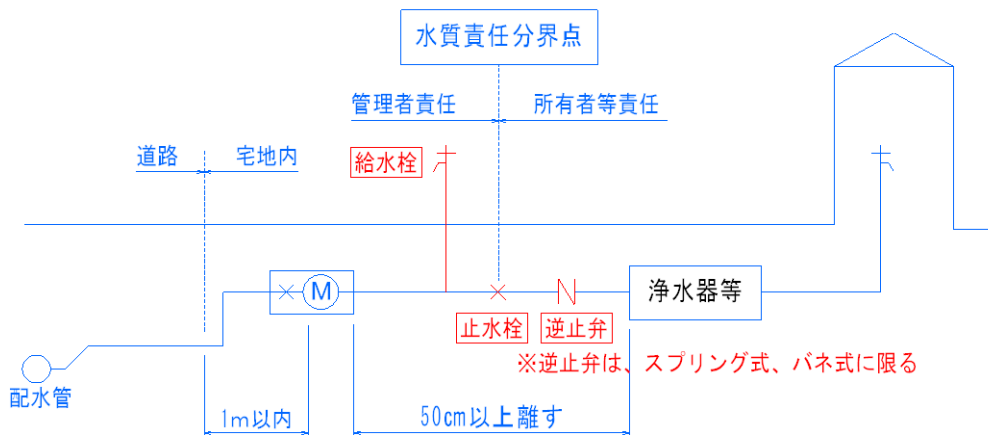 水質責任分界点
管理者責任
所有者等責任
道路
宅地内
給水栓
M
浄水器等
止水栓
逆止弁
※逆止弁は、スプリング式、バネ式に限る
配水管
1m以内
50cm以上離す